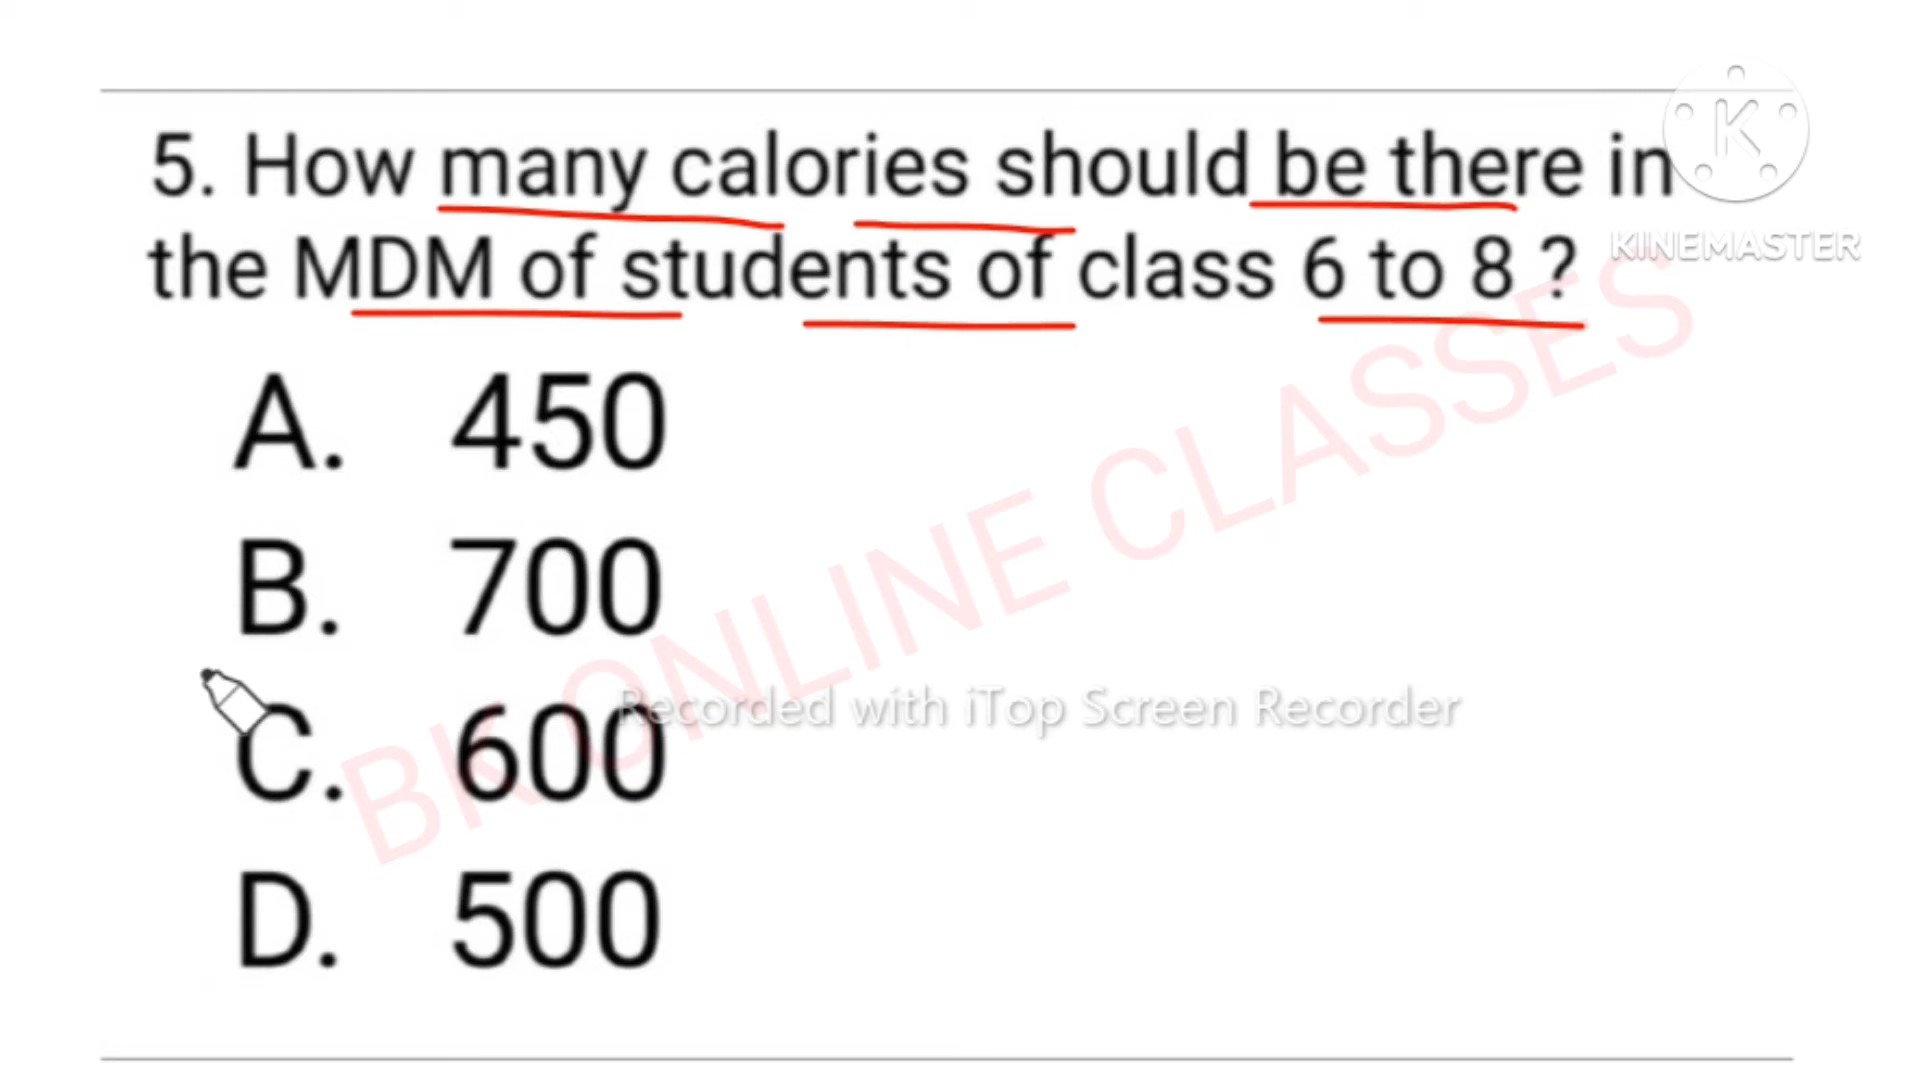 5. How many calories should be there in
the MDM of students of class 6 to 8 ?
A. 450
B. 700
C. 600
D. 500
K
KINEMASTER
BK ONLINE CLASSES
Recorded with iTop Screen Recorder